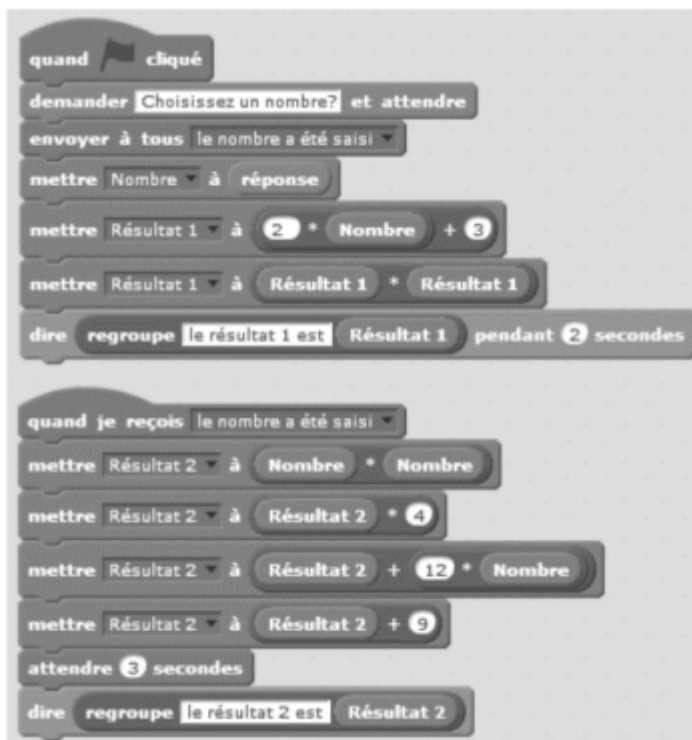 quand cliqué
demander Choisissez un nombre? et attendre
envoyer à tous le nombre a été saisi
mettre Nombre à réponse
mettre Résultat 1 à 2 * Nombre + 3
mettre Résultat 1 à Résultat 1 * Résultat 1
dire regroupe le résultat 1 est Résultat 1 pendant 2 secondes
quand je reçois le nombre a été saisi
mettre Résultat 2 à Nombre * Nombre
mettre Résultat 2 à Résultat 2 * 4
mettre Résultat 2 à Résultat 2 + 12 * Nombre
mettre Résultat 2 à Résultat 2 + 9
attendre 3 secondes
dire regroupe le résultat 2 est Résultat 2